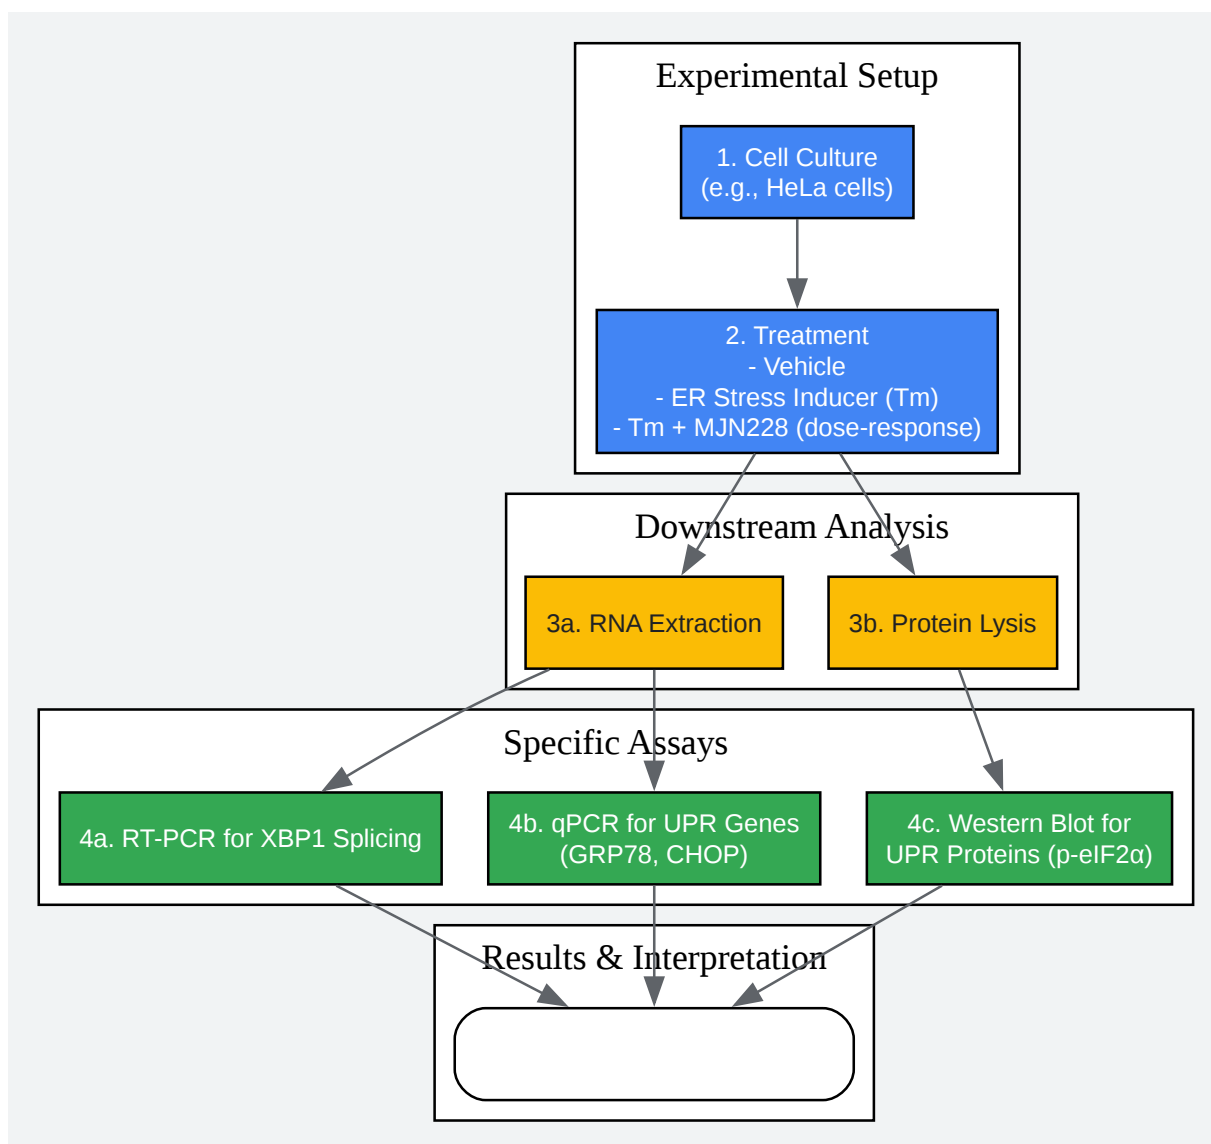 Experimental Setup
1. Cell Culture
(e.g., HeLa cells)
2. Treatment
- Vehicle
- ER Stress Inducer (Tm)
- Tm + MJN228 (dose-response)
Downstream Analysis
3a. RNA Extraction
3b. Protein Lysis
Specific Assays
4a. RT-PCR for XBP1 Splicing
4b. qPCR for UPR Genes
(GRP78, CHOP)
4c. Western Blot for
UPR Proteins (p-eIF2α)
Results & Interpretation